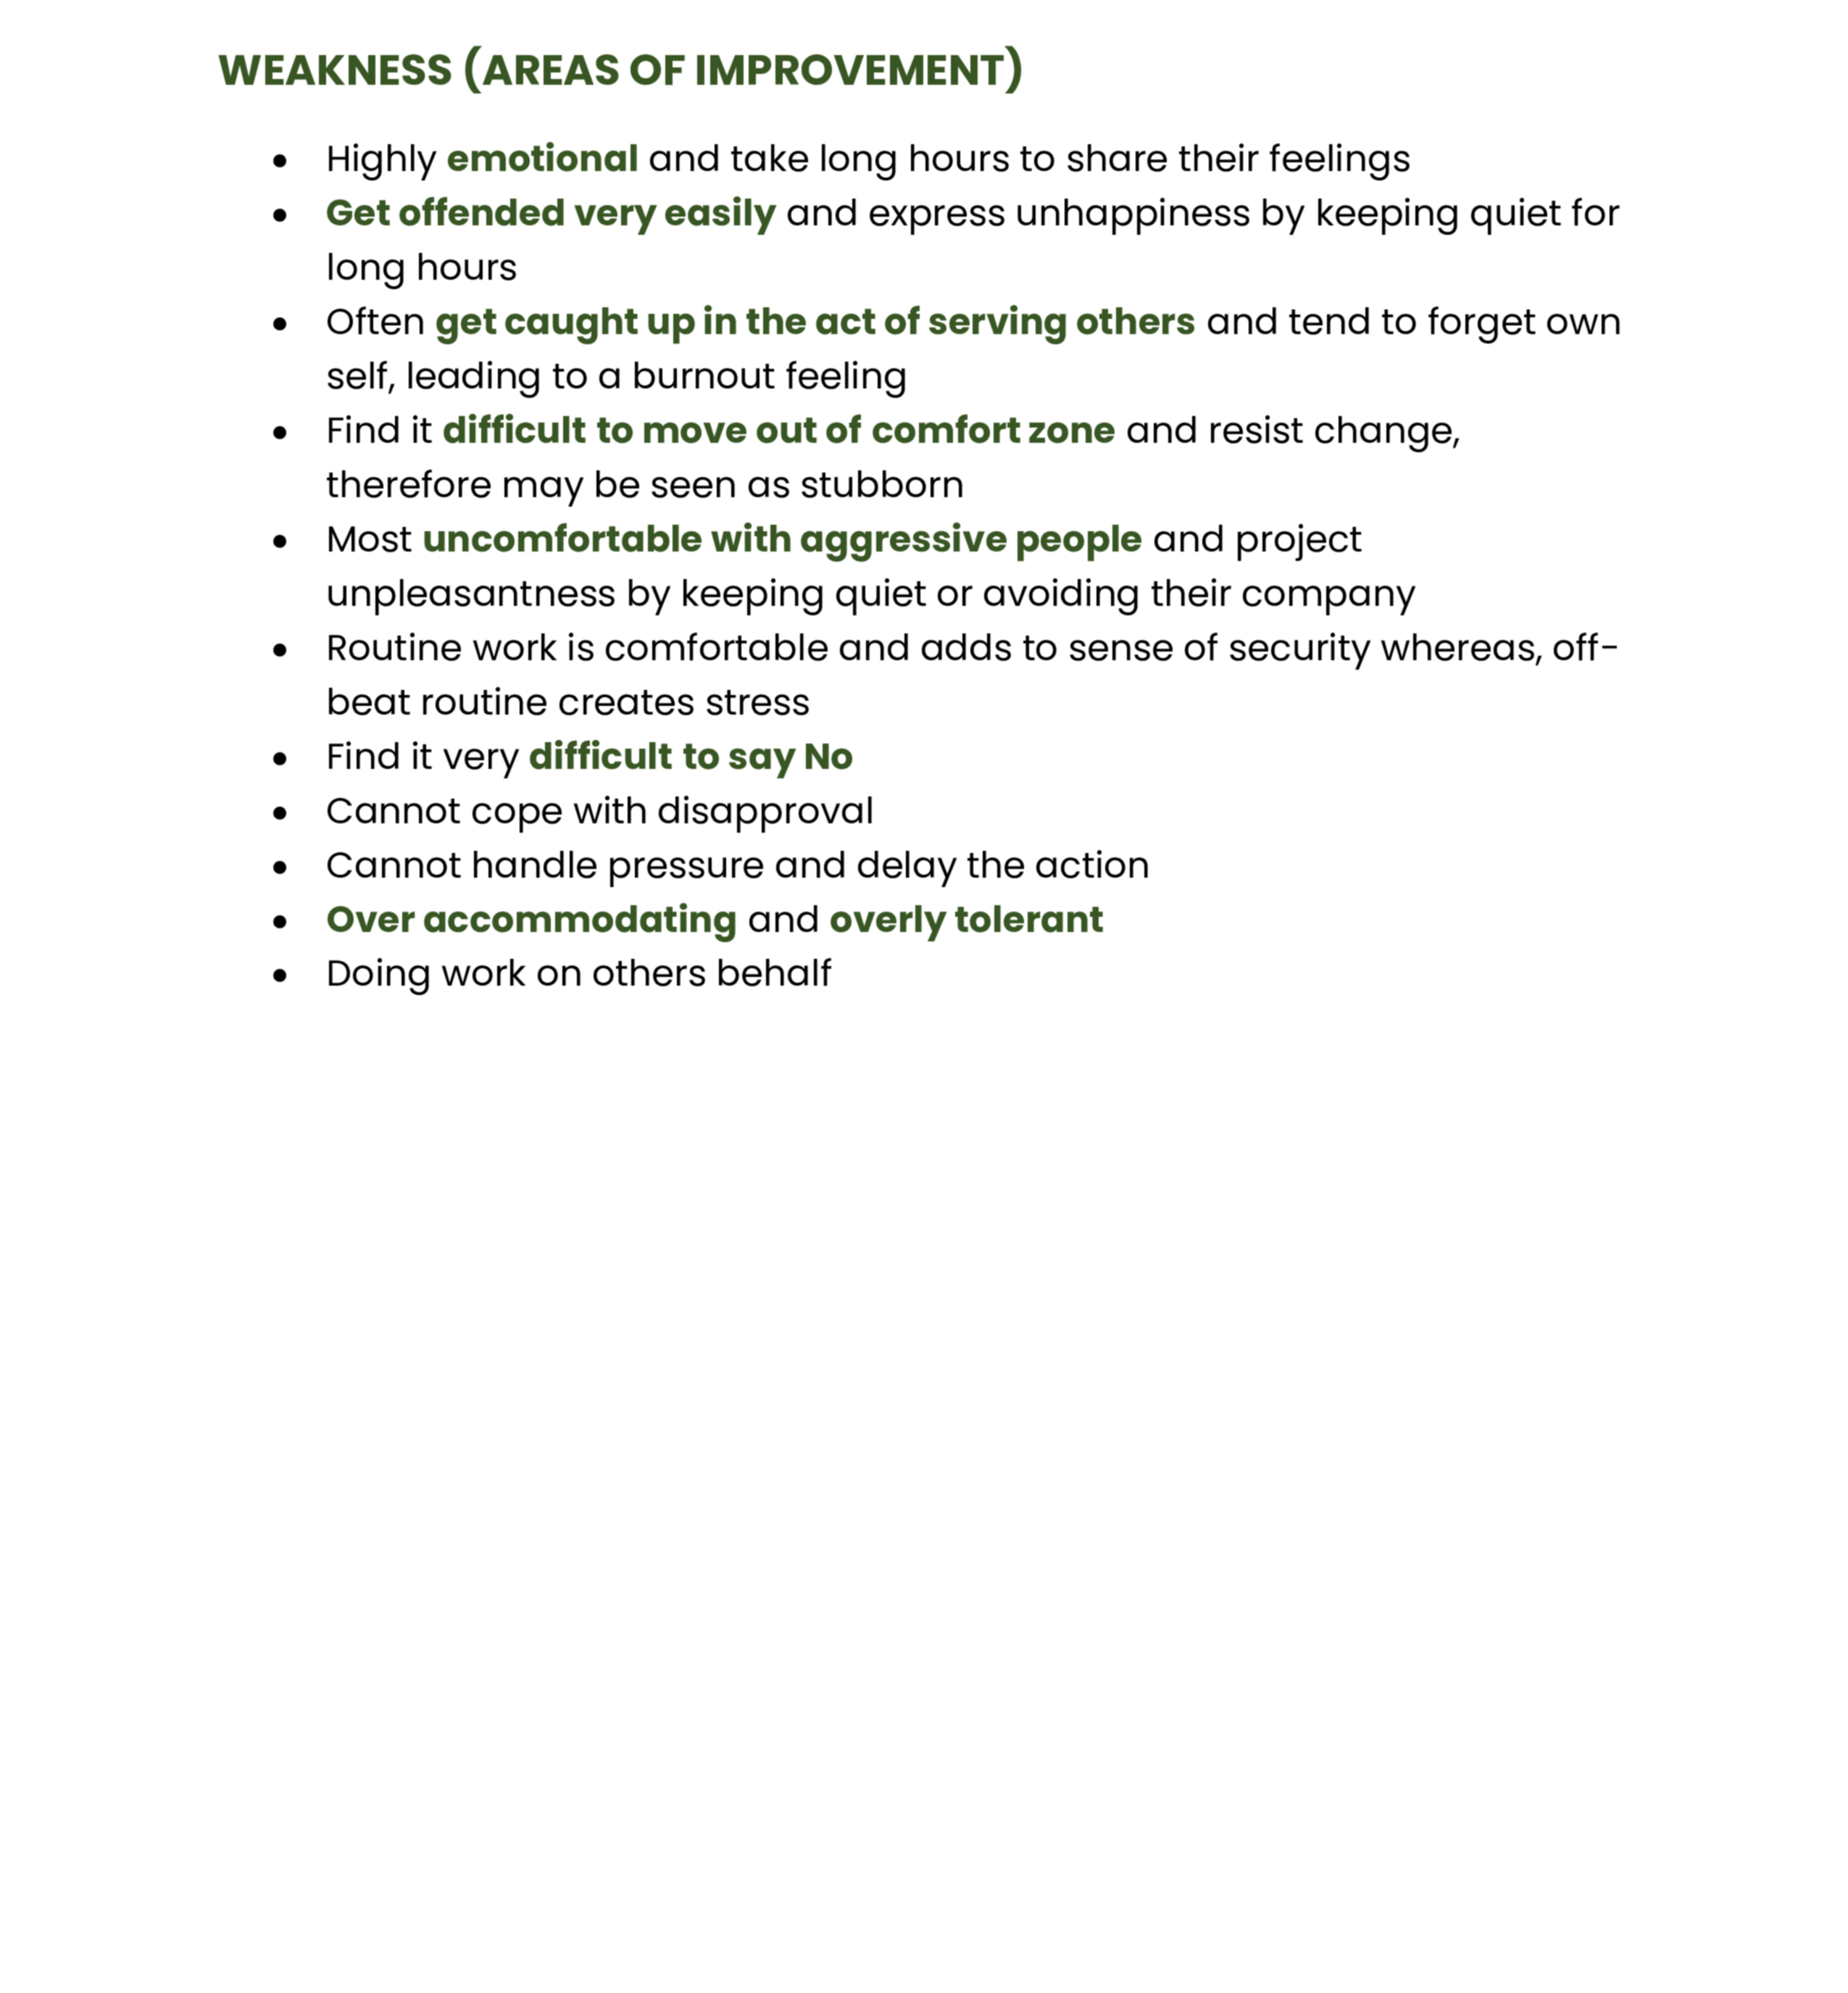 WEAKNESS (AREAS OF IMPROVEMENT)
• Highly emotional and take long hours to share their feelings
• Get offended very easily and express unhappiness by keeping quiet for
long hours
• Often get caught up in the act of serving others and tend to forget own
self, leading to a burnout feeling
• Find it difficult to move out of comfort zone and resist change,
therefore may be seen as stubborn
• Most uncomfortable with aggressive people and project
unpleasantness by keeping quiet or avoiding their company
• Routine work is comfortable and adds to sense of security whereas, off-
beat routine creates stress
• Find it very difficult to say No
• Cannot cope with disapproval
• Cannot handle pressure and delay the action
• Over accommodating and overly tolerant
• Doing work on others behalf